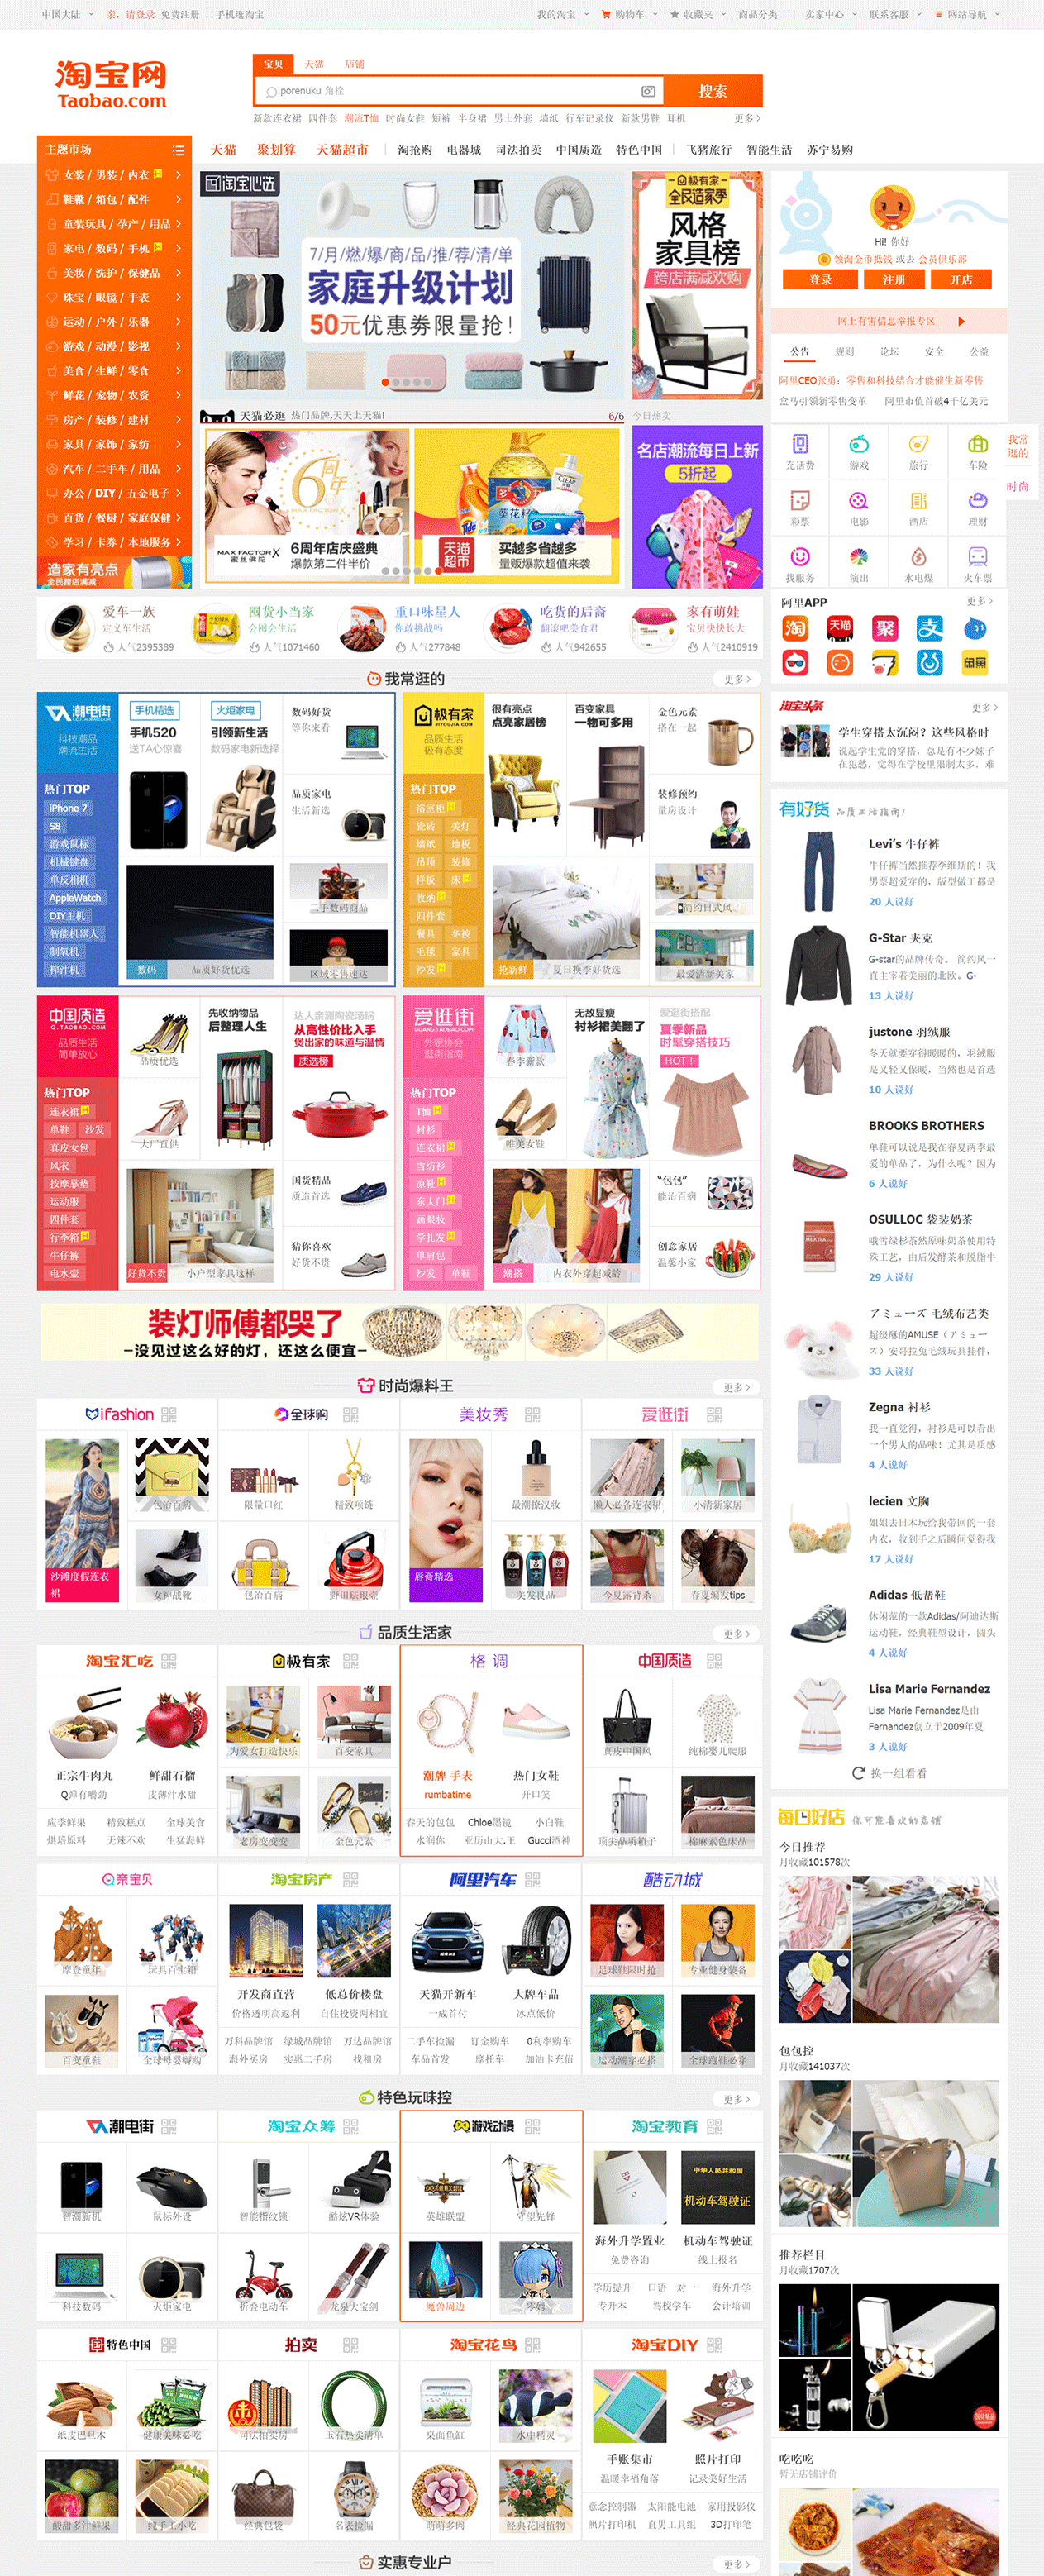 中国大陆 亲，请登录 免费注册 手机逛淘宝
我的淘宝 购物车 收藏夹 商品分类 卖家中心 联系客服 网站导航
淘宝网
Taobao.com
宝贝 天猫 店铺
porenuku 角栓
搜索
新款连衣裙 四件套 潮流T恤 时尚女鞋 短裤 半身裙 男士外套 墙纸 行车记录仪 新款男鞋 耳机 更多
主题市场
天猫 聚划算 天猫超市 淘抢购 电器城 司法拍卖 中国质造 特色中国 飞猪旅行 智能生活 苏宁易购
女装 / 男装 / 内衣
鞋靴 / 箱包 / 配件
童装玩具 / 孕产 / 用品
家电 / 数码 / 手机
美妆 / 洗护 / 保健品
珠宝 / 眼镜 / 手表
运动 / 户外 / 乐器
游戏 / 动漫 / 影视
美食 / 生鲜 / 零食
鲜花 / 宠物 / 农资
房产 / 装修 / 建材
家具 / 家饰 / 家纺
汽车 / 二手车 / 用品
办公 / DIY / 五金电子
百货 / 餐厨 / 家庭保健
学习 / 卡券 / 本地服务
造家有亮点
全民跨店满减
淘宝心选
7/月/燃/爆/商/品/推/荐/清/单
家庭升级计划
50元优惠券限量抢!
极有家
全民造家季
风格
家具榜
跨店满减欢购
Hi! 你好
领淘金币抵钱 或去 会员俱乐部
登录 注册 开店
网上有害信息举报专区
公告 规则 论坛 安全 公益
阿里CEO张勇：零售和科技结合才能催生新零售
盒马引领新零售变革 阿里市值首破4千亿美元
天猫必逛 热门品牌,天天上天猫! 6/6
今日热卖
6周年
MAX FACTOR X
蜜丝佛陀
6周年店庆盛典
爆款第二件半价
天猫
超市
买越多省越多
量贩爆款超值来袭
名店潮流每日上新
5折起
充话费 游戏 旅行 车险
彩票 电影 酒店 理财
找服务 演出 水电煤 火车票
我常
逛的
时尚
阿里APP 更多
爱车一族
定义车生活
人气2395389
囤货小当家
会囤会生活
人气1071460
重口味星人
你敢挑战吗
人气277848
吃货的后裔
翻滚吧美食君
人气942655
家有萌娃
宝贝快快长大
人气2410919
我常逛的
更多
潮电街
科技潮品
潮流生活
热门TOP
iPhone 7
S8
游戏鼠标
机械键盘
单反相机
AppleWatch
DIY主机
智能机器人
制氧机
榨汁机
手机精选
手机520
送TA心惊喜
火炬家电
引领新生活
数码家电新选择
数码好货
等你来看
品质家电
生活新选
数码 品质好货优选
二手数码商品
极有家
JIYOUJIA.COM
品质生活
极有态度
热门TOP
浴室柜
瓷砖 美灯
墙纸 地板
吊顶 装修
样板 床
收纳
四件套
餐具 冬被
毛毯 家具
沙发
很有亮点
点亮家居榜
百变家具
一物可多用
金色元素
搭在一起
装修预约
量房设计
抢新鲜 夏日换季好货选
最爱清新美家
中国质造
Q.TAOBAO.COM
品质生活
简单放心
热门TOP
连衣裙
单鞋 沙发
真皮女包
风衣
按摩靠垫
运动服
四件套
行李箱
牛仔裤
电水壶
品质优选
大厂直供
先收纳物品
后整理人生
达人亲测陶瓷汤锅
从高性价比入手
煲出家的味道与温情
质选榜
国货精品
质造首选
猜你喜欢
好货不贵
好货不贵 小户型家具这样
爱逛街
GUANG.TAOBAO.COM
外貌协会
逛街指南
热门TOP
T恤
衬衫
连衣裙
雪纺衫
凉鞋
东大门
画眼妆
学扎发
单肩包
沙发 单鞋
春季新款
唯美女鞋
无敌显瘦
衬衫裙美翻了
爱逛街搭配
夏季新品
时髦穿搭技巧
HOT！
“包包”
能治百病
创意家居
温馨小家
潮搭 内衣外穿超减龄
装灯师傅都哭了
没见过这么好的灯，还这么便宜
淘宝头条 更多
学生穿搭太沉闷？这些风格时
说起学生党的穿搭，总是有不少妹子
在犯愁，觉得在学校里限制太多，难
有好货 品质生活指南
Levi’s 牛仔裤
牛仔裤当然推荐李维斯的！我
男票超爱穿的，版型做工都是
20 人说好
G-Star 夹克
G-star的品牌传奇。 简约风一
直主宰着美丽的北欧。G-
13 人说好
justone 羽绒服
冬天就要穿得暖暖的，羽绒服
是又轻又保暖，当然也是首选
10 人说好
BROOKS BROTHERS
单鞋可以说是我在春夏两季最
爱的单品了，为什么呢？因为
6 人说好
OSULLOC 袋装奶茶
哦雪绿杉茶然原味奶茶使用特
殊工艺，由后发酵茶和脱脂牛
29 人说好
アミューズ 毛绒布艺类
超级酥的AMUSE（アミュー
ズ）安哥拉兔毛绒玩具挂件，
33 人说好
Zegna 衬衫
我一直觉得，衬衫是可以看出
一个男人的品味！尤其是质感
4 人说好
lecien 文胸
姐姐去日本玩给我带回的一套
内衣，收到手之后瞬间觉得我
17 人说好
Adidas 低帮鞋
休闲范的一款Adidas/阿迪达斯
运动鞋，经典鞋型设计，圆头
4 人说好
Lisa Marie Fernandez
Lisa Marie Fernandez是由
Fernandez创立于2009年夏
3 人说好
换一组看看
时尚爆料王
更多
iFashion 全球购 美妆秀 爱逛街
沙滩度假连衣
裙
包治百病
女神战靴
限量口红
精致项链
包治百病
野田珐琅壶
唇膏精选
最潮撩汉妆
美发良品
懒人必备连衣裙
小清新家居
今夏露背杀
春夏编发tips
品质生活家
更多
淘宝汇吃 极有家 格调 中国质造
正宗牛肉丸
Q弹有嚼劲
鲜甜石榴
皮薄汁水甜
应季鲜果 精致糕点 全球美食
烘培原料 无辣不欢 生猛海鲜
为爱女打造快乐
百变家具
老房变变变
金色元素
潮牌 手表
rumbatime
热门女鞋
开口笑
春天的包包 Chloe墨镜 小白鞋
水润你 亚历山大.王 Gucci酒神
真皮中国风
纯棉婴儿爬服
顶尖品质箱子
棉麻素色床品
亲宝贝 淘宝房产 阿里汽车 酷动城
摩登童年
玩具百宝箱
百变童鞋
全球母婴嗨购
开发商直营
价格透明高返利
低总价楼盘
自住投资两相宜
万科品牌馆 绿城品牌馆 万达品牌馆
海外买房 实惠二手房 找租房
天猫开新车
一成首付
大牌车品
冰点低价
二手车捡漏 订金购车 0利率购车
车品首发 摩托车 加油卡充值
足球鞋限时抢
专业健身装备
运动潮穿必搭
全球跑鞋必穿
特色玩味控
更多
潮电街 淘宝众筹 游戏动漫 淘宝教育
智潮新机
鼠标外设
科技数码
火炬家电
智能指纹锁
酷炫VR体验
折叠电动车
龙泉大宝剑
英雄联盟
守望先锋
魔兽周边
中华人民共和国
机动车驾驶证
海外升学置业
免费咨询
机动车驾驶证
线上报名
学历提升 口语一对一 海外升学
专升本 驾校学车 会计培训
特色中国 拍卖 淘宝花鸟 淘宝DIY
纸皮巴旦木
健康美味必吃
酸甜多汁鲜果
纯手工小吃
司法拍卖房
玉石热卖清单
经典包袋
名表捡漏
桌面鱼缸
水中精灵
萌萌多肉
经典花园植物
手账集市
温暖幸福角落
照片打印
记录美好生活
意念控制器 太阳能电池 家用投影仪
照片打印机 直男工具组 3D打印笔
每日好店 你可能喜欢的店铺
今日推荐
月收藏101578次
包包控
月收藏141037次
推荐栏目
月收藏1707次
吃吃吃
暂无店铺评价
实惠专业户
更多